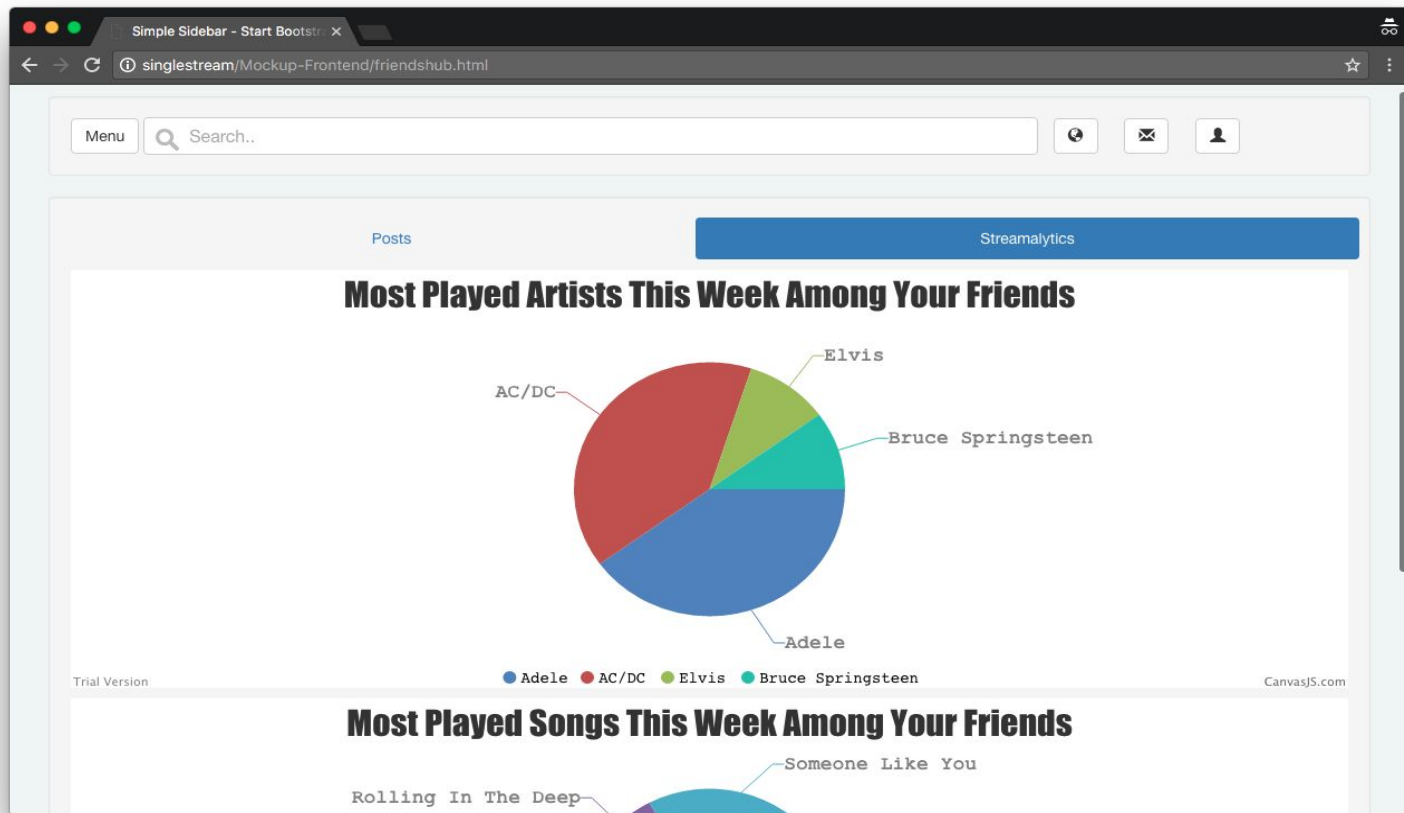 Simple Sidebar - Start Bootstr
singlestream/Mockup-Frontend/friendshub.html
Menu Search..
Posts Streamalytics
Most Played Artists This Week Among Your Friends
Elvis
AC/DC
Bruce Springsteen
Adele
Adele AC/DC Elvis Bruce Springsteen
Trial Version CanvasJS.com
Most Played Songs This Week Among Your Friends
Someone Like You
Rolling In The Deep